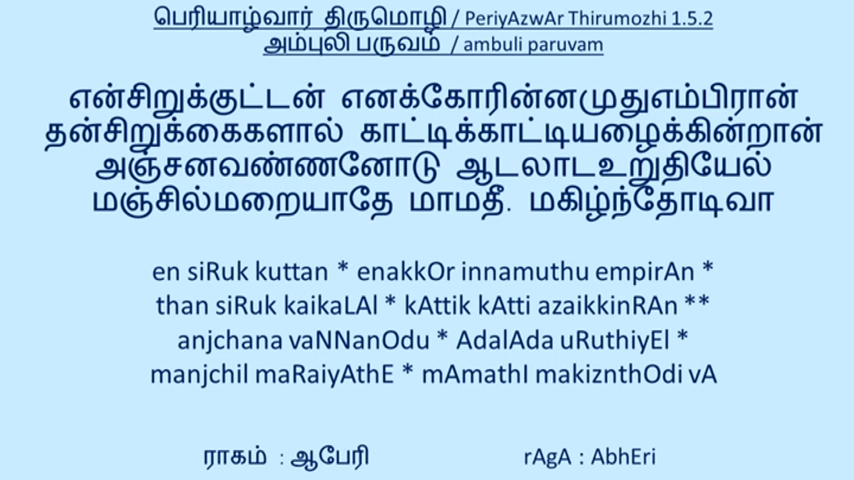 பெரியாழ்வார் திருமொழி / PeriyAzwAr Thirumozhi 1.5.2
அம்புலி பருவம் / ambuli paruvam
என்சிறுக்குட்டன் எனக்கோரின்னமுதுஎம்பிரான்
தன்சிறுக்கைகளால் காட்டிக்காட்டியழைக்கின்றான்
அஞ்சனவண்ணனோடு ஆடலாடஉறுதியேல்
மஞ்சில்மறையாதே மாமதீ. மகிழ்ந்தோடிவா
en siRuk kuttan * enakkOr innamuthu empirAn *
than siRuk kaikaLAl * kAttik kAtti azaikkinRAn **
anjchana vaNNanOdu * AdalAda uRuthiyEl *
manjchil maRaiyAthE * mAmathI makiznthOdi vA
ராகம் : ஆபேரி rAgA : AbhEri